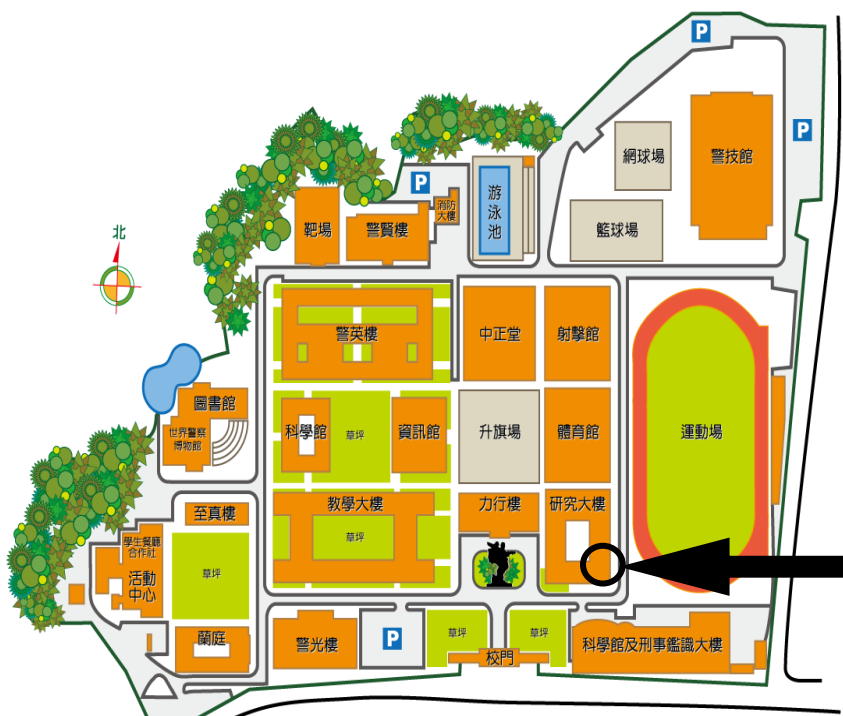 P
P
網球場
警技館
P
游
泳
池
消防
大樓
靶場
警賢樓
籃球場
北
警英樓
中正堂
射擊館
圖書館
世界警察
博物館
科學館
草坪
資訊館
升旗場
體育館
運動場
至真樓
教學大樓
力行樓
研究大樓
草坪
學生餐廳
合作社
活動
中心
草坪
蘭庭
警光樓
P
草坪
草坪
校門
科學館及刑事鑑識大樓